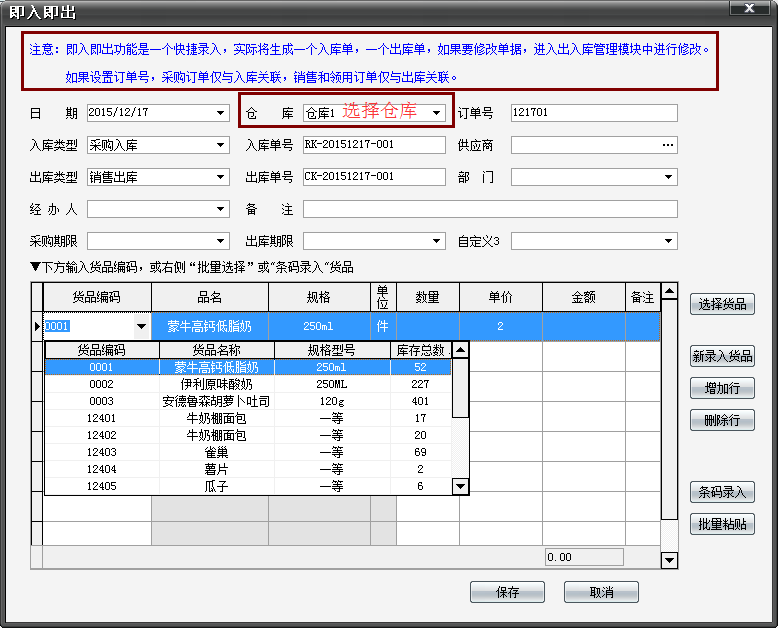 即入即出
注意：即入即出功能是一个快捷录入，实际将生成一个入库单，一个出库单，如果要修改单据，进入出入库管理模块中进行修改。
如果设置订单号，采购订单仅与入库关联，销售和领用订单仅与出库关联。
日 期 2015/12/17 仓 库 仓库1 选择仓库 订单号 121701
入库类型 采购入库 入库单号 RK-20151217-001 供应商 ...
出库类型 销售出库 出库单号 CK-20151217-001 部 门
经 办 人 备 注
采购期限 出库期限 自定义3
▼下方输入货品编码，或右侧“批量选择”或“条码录入”货品
货品编码 品名 规格 单位 数量 单价 金额 备注
选择货品
0001 蒙牛高钙低脂奶 250ml 件 2
货品编码 货品名称 规格型号 库存总数
新录入货品
0001 蒙牛高钙低脂奶 250ml 52
0002 伊利原味酸奶 250ML 227
增加行
0003 安德鲁森胡萝卜吐司 120g 401
12401 牛奶棚面包 一等 17
删除行
12402 牛奶棚面包 一等 20
12403 雀巢 一等 69
12404 薯片 一等 2
12405 瓜子 一等 6
条码录入
批量粘贴
0.00
保存 取消